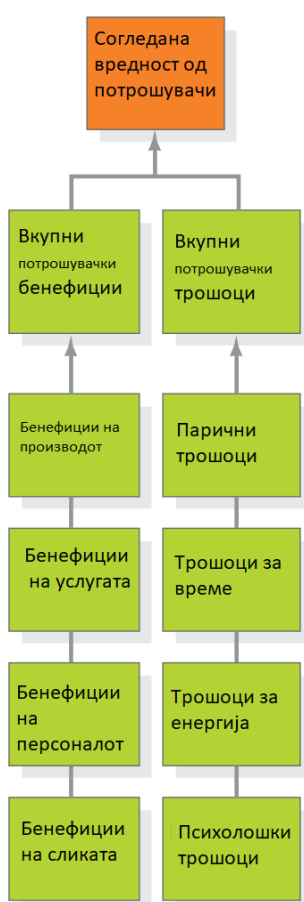 Согледана
вредност од
потрошувачи
Вкупни
потрошувачки
бенефиции
Вкупни
потрошувачки
трошоци
Бенефиции на
производот
Парични
трошоци
Бенефиции
на услугата
Трошоци за
време
Бенефиции
на
персоналот
Трошоци за
енергија
Бенефиции
на сликата
Психолошки
трошоци